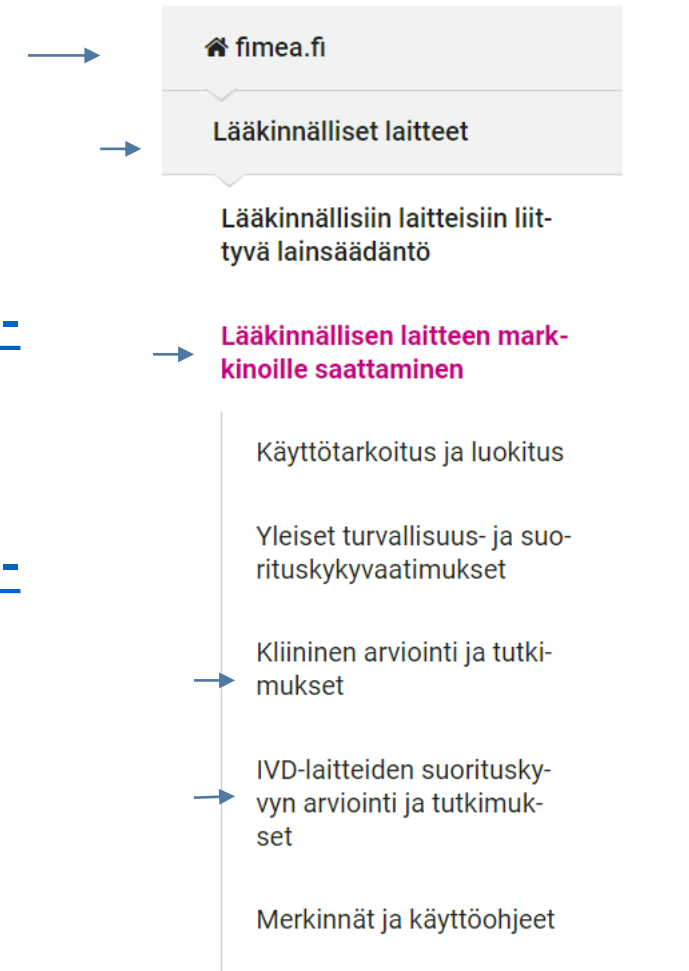 fimea.fi
Lääkinnälliset laitteet
Lääkinnällisiin laitteisiin liit-
tyvä lainsäädäntö
Lääkinnällisen laitteen mark-
kinoille saattaminen
Käyttötarkoitus ja luokitus
Yleiset turvallisuus- ja suo-
rituskykyvaatimukset
Kliininen arviointi ja tutki-
mukset
IVD-laitteiden suoritusky-
vyn arviointi ja tutkimuk-
set
Merkinnät ja käyttöohjeet